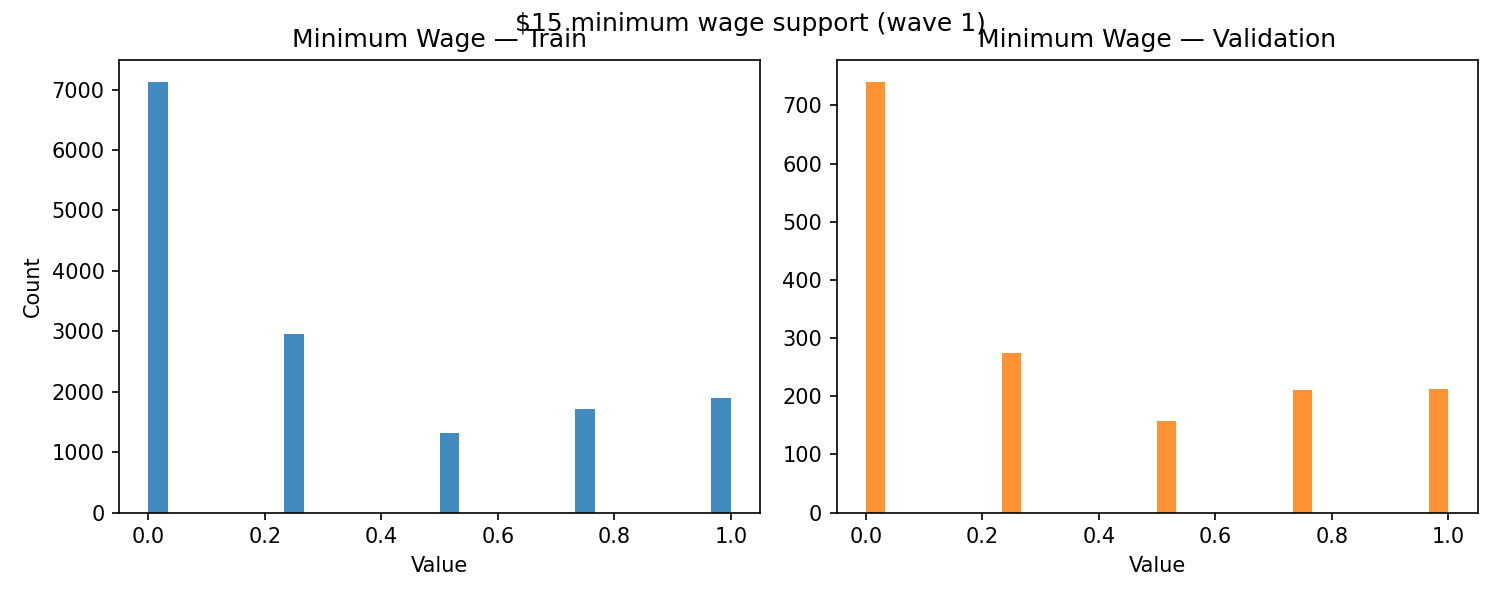 $15 minimum wage support (wave 1)
Minimum Wage — Train
Minimum Wage — Validation
7000
6000
5000
4000
3000
2000
1000
0
Count
0.0 0.2 0.4 0.6 0.8 1.0
Value
700
600
500
400
300
200
100
0
0.0 0.2 0.4 0.6 0.8 1.0
Value